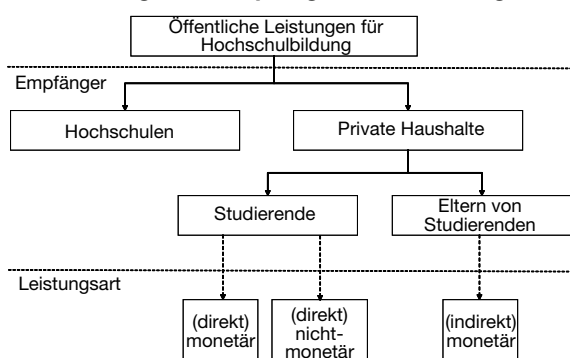 Öffentliche Leistungen für
Hochschulbildung
Empfänger
Hochschulen
Private Haushalte
Studierende
Eltern von
Studierenden
Leistungsart
(direkt)
monetär
(direkt)
nicht-
monetär
(indirekt)
monetär